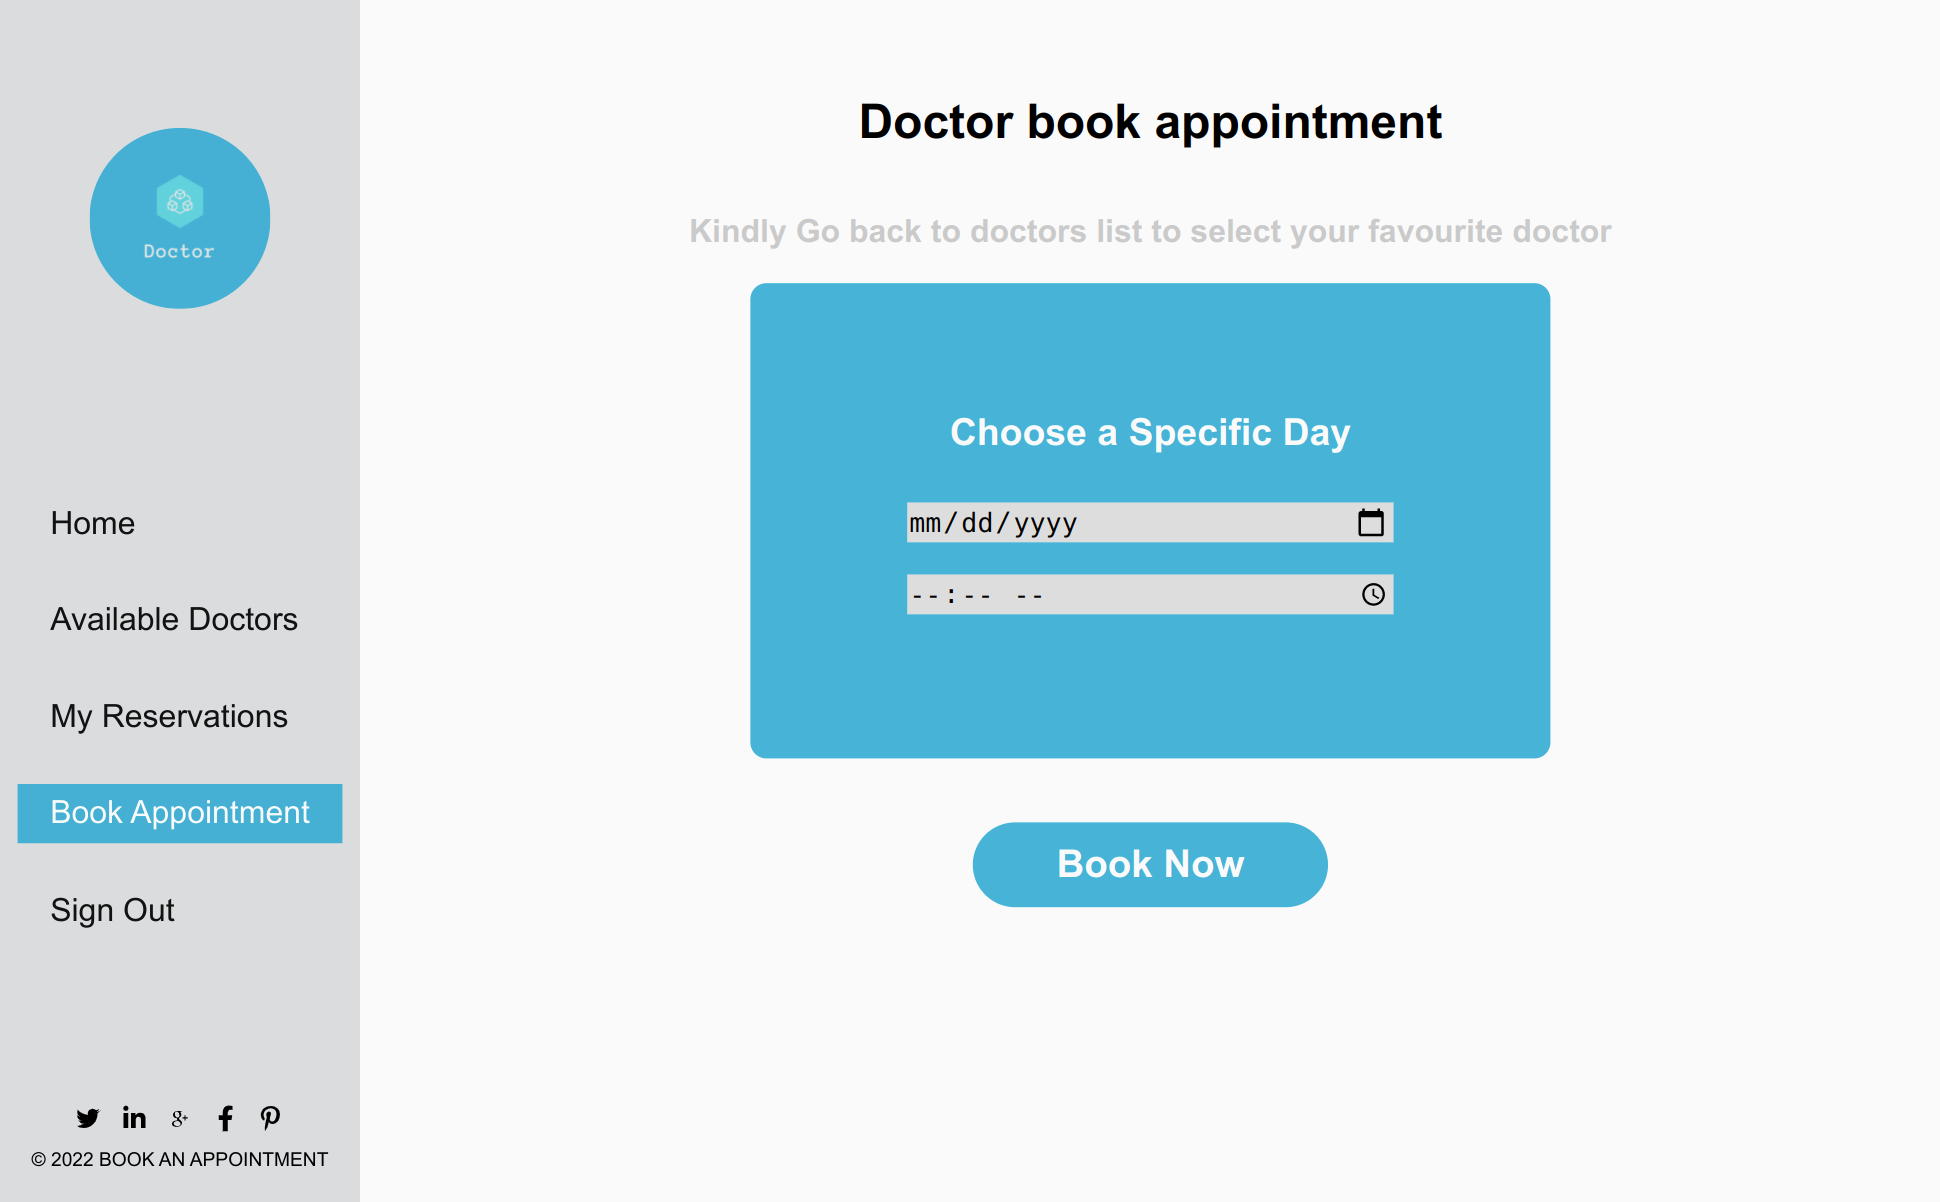 Doctor
Home
Available Doctors
My Reservations
Book Appointment
Sign Out
© 2022 BOOK AN APPOINTMENT
Doctor book appointment
Kindly Go back to doctors list to select your favourite doctor
Choose a Specific Day
mm/dd/yyyy
--:-- --
Book Now